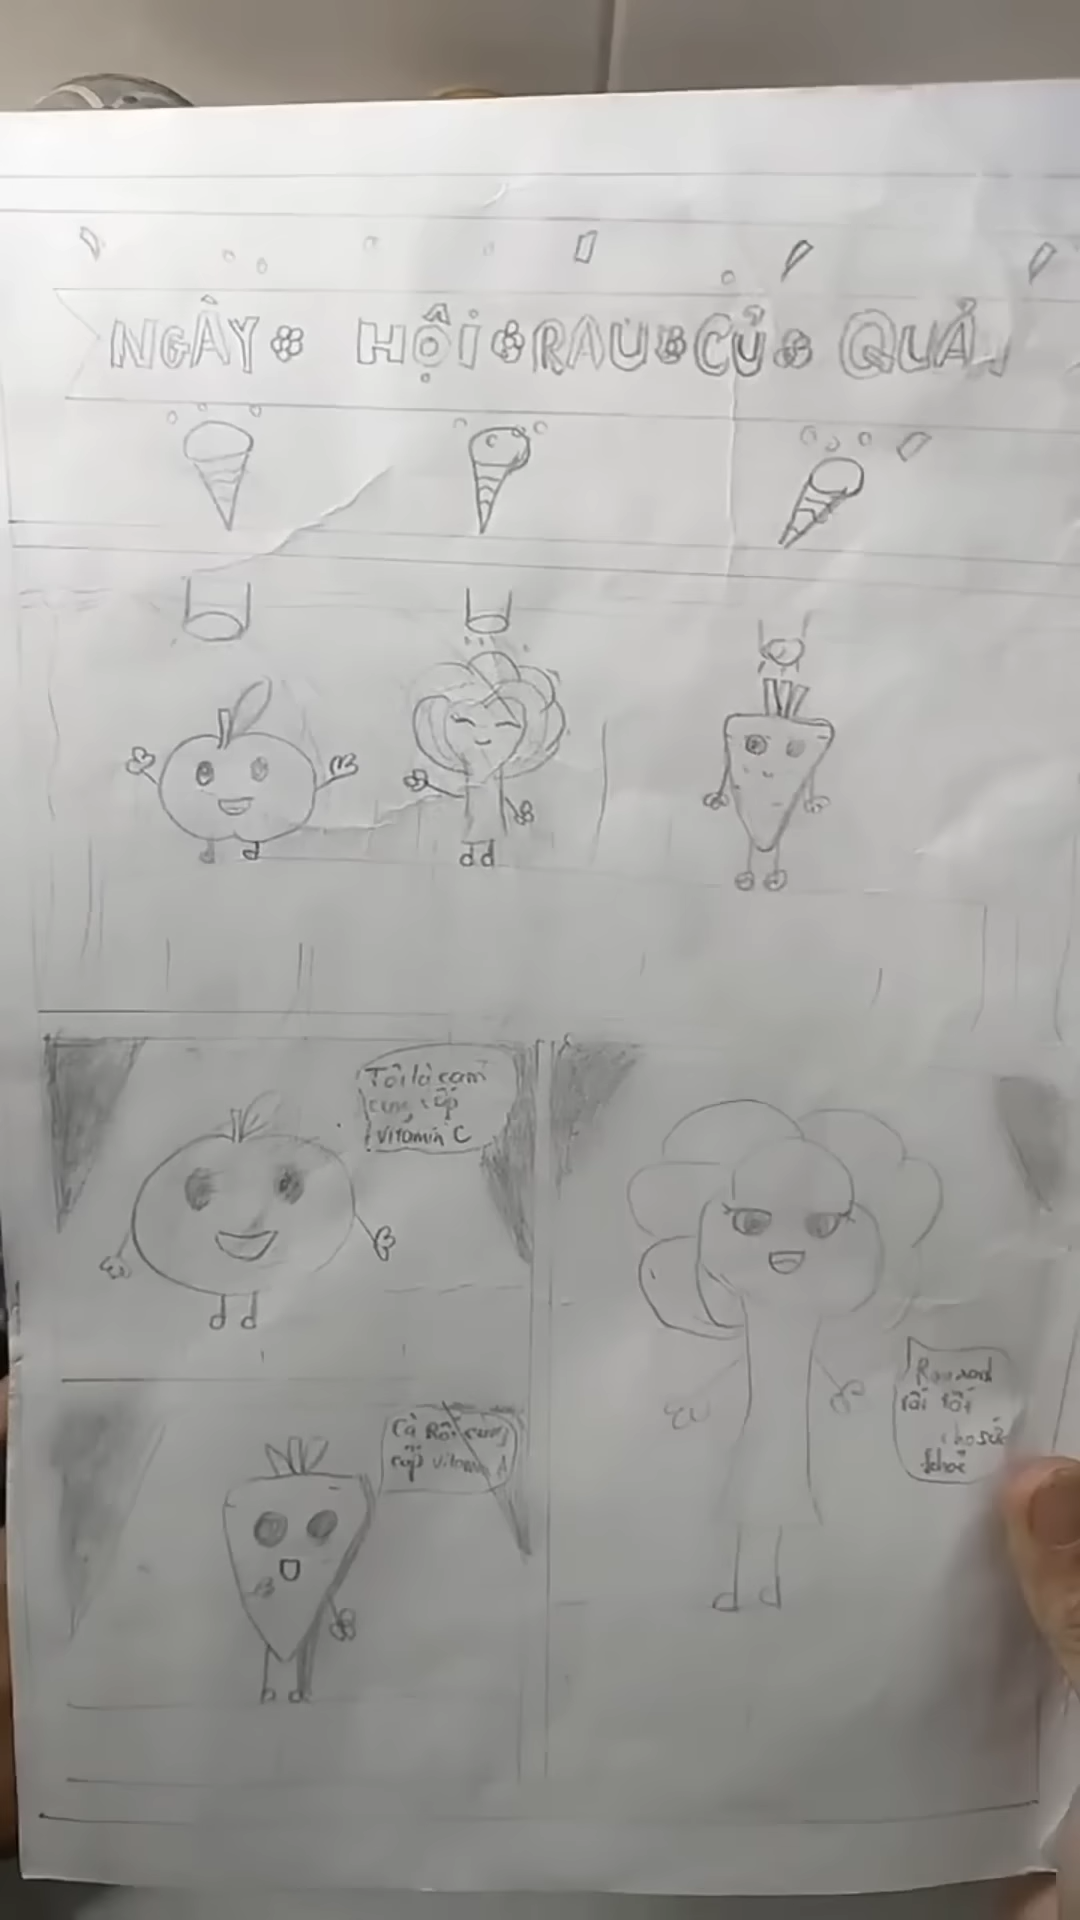 NGÀY HỘI RAU CỦ QUẢ
Tôi là cam
cung cấp
vitamin C
Cà Rốt cung
cấp vitamin A
Rau xanh
rất tốt
cho sức
khoẻ